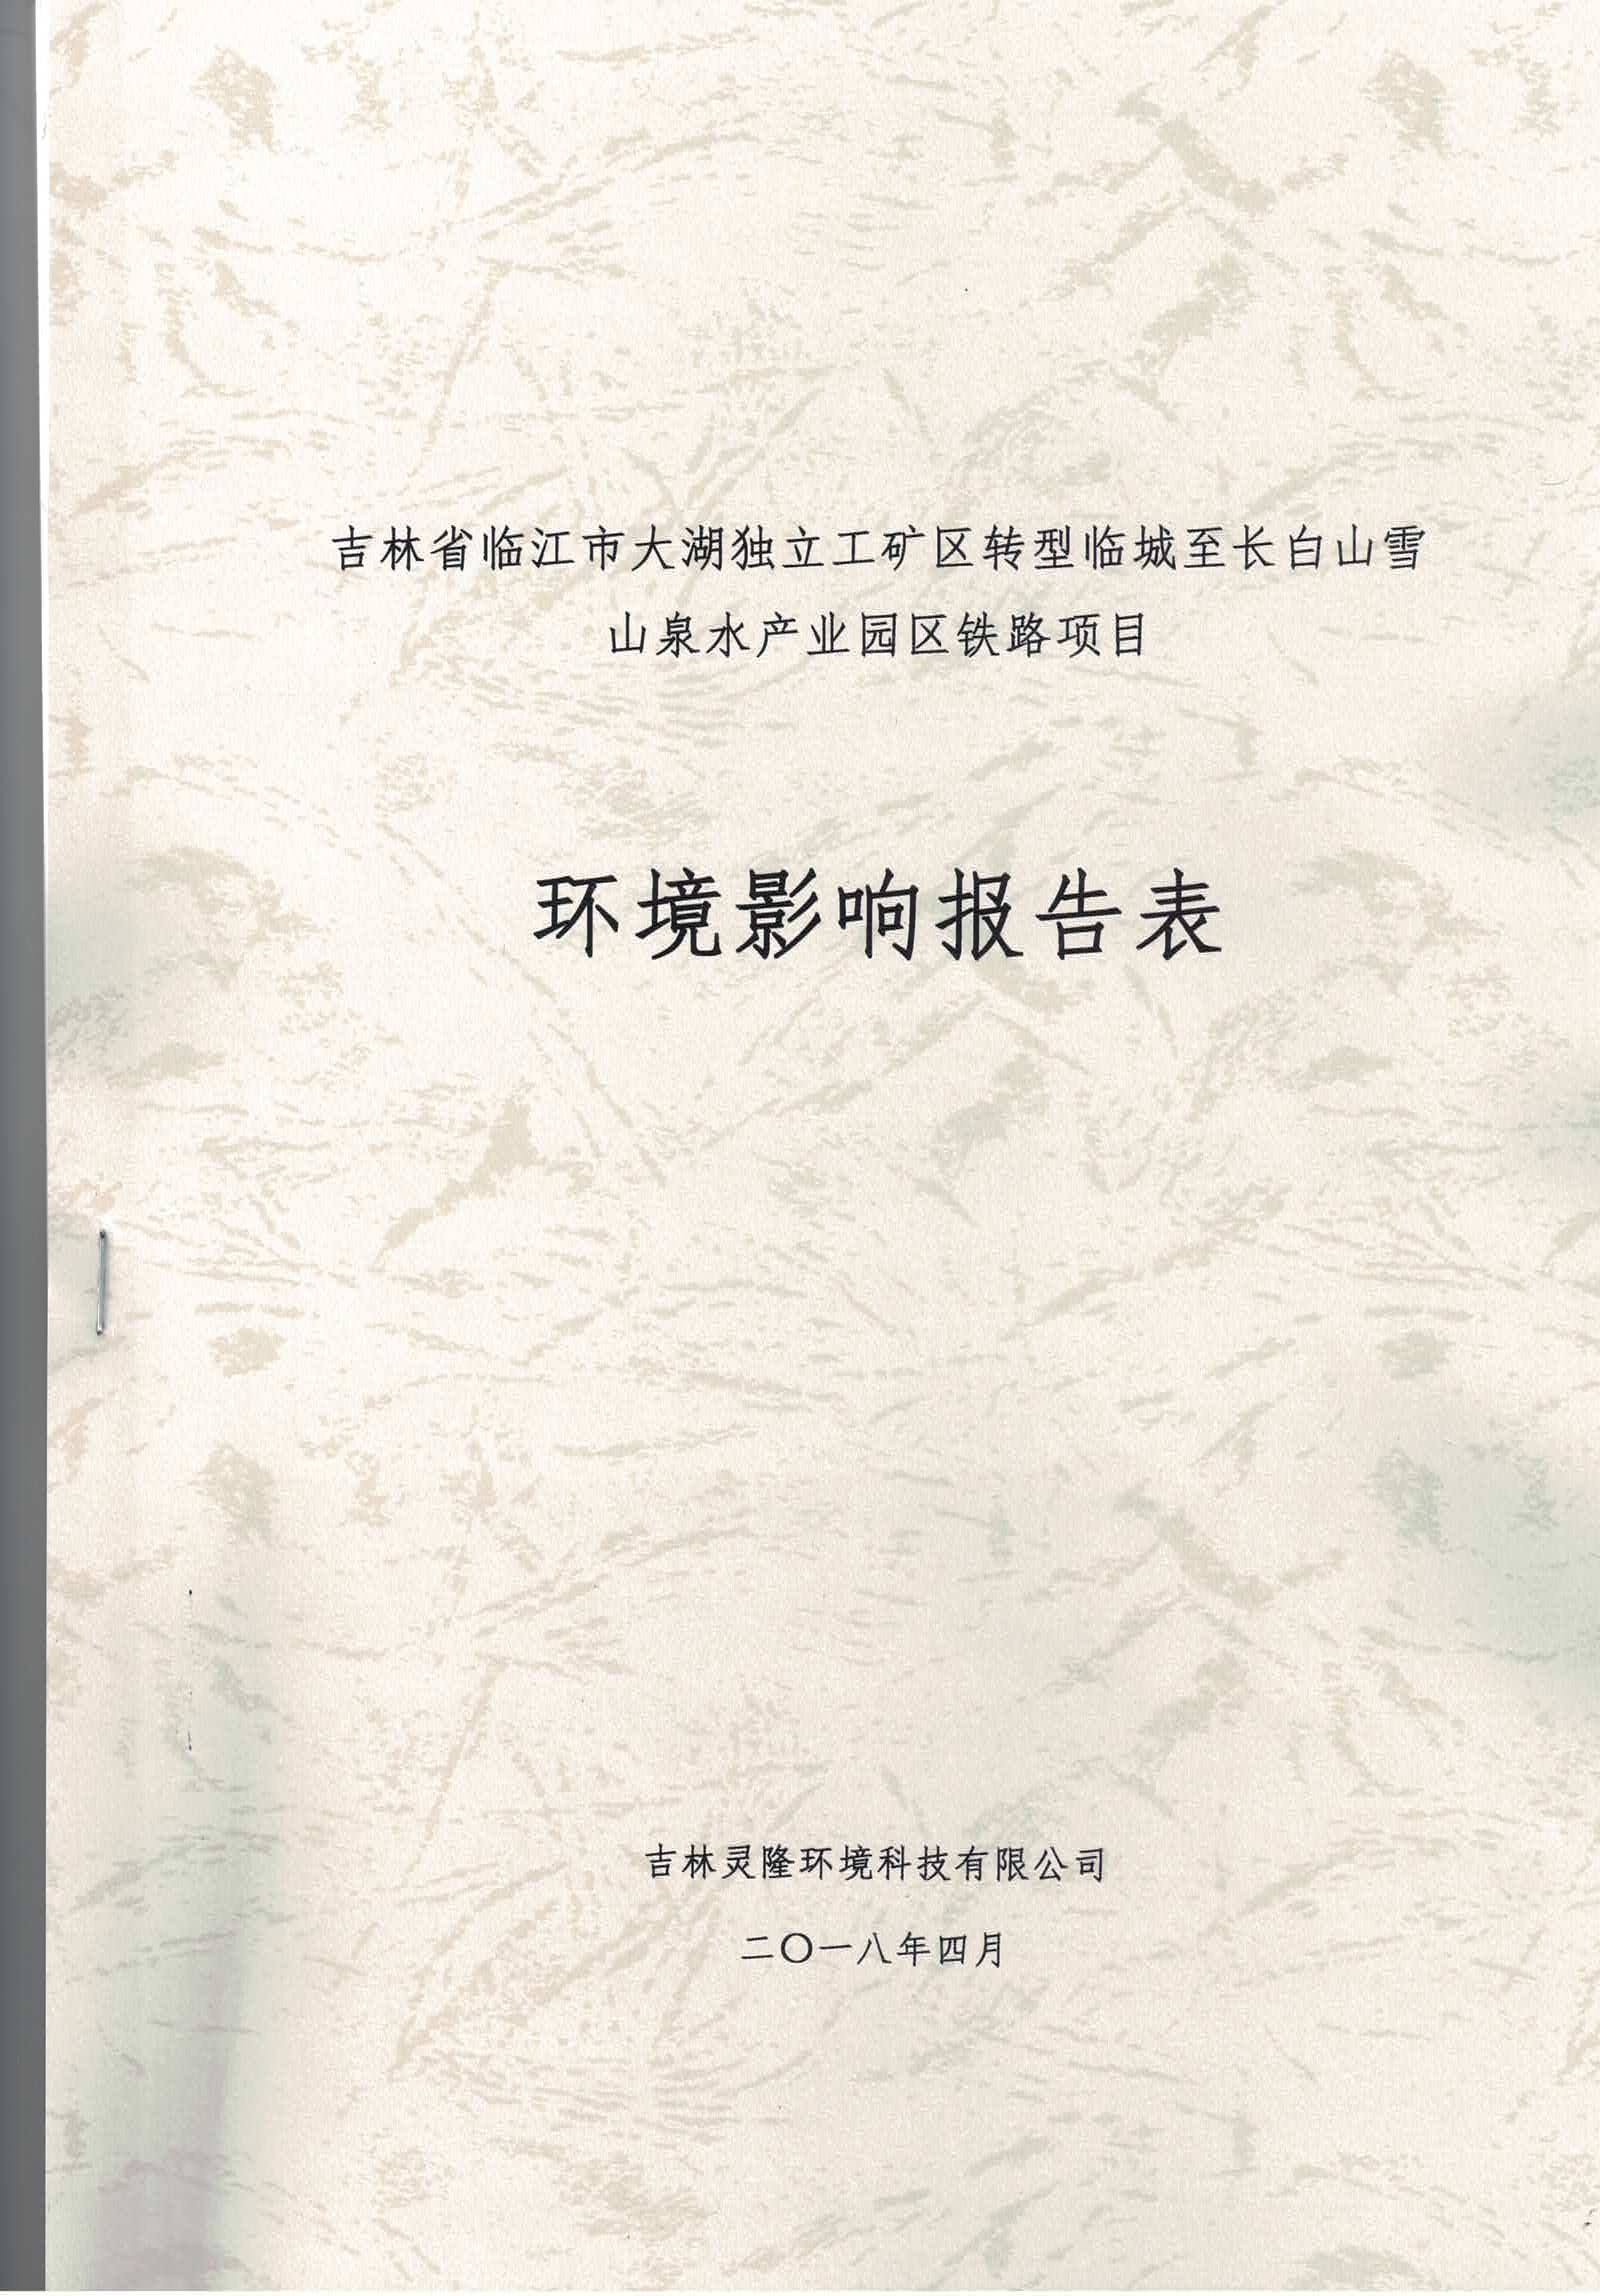 吉林省临江市大湖独立工矿区转型临城至长白山雪
山泉水产业园区铁路项目
环境影响报告表
吉林灵隆环境科技有限公司
二〇一八年四月